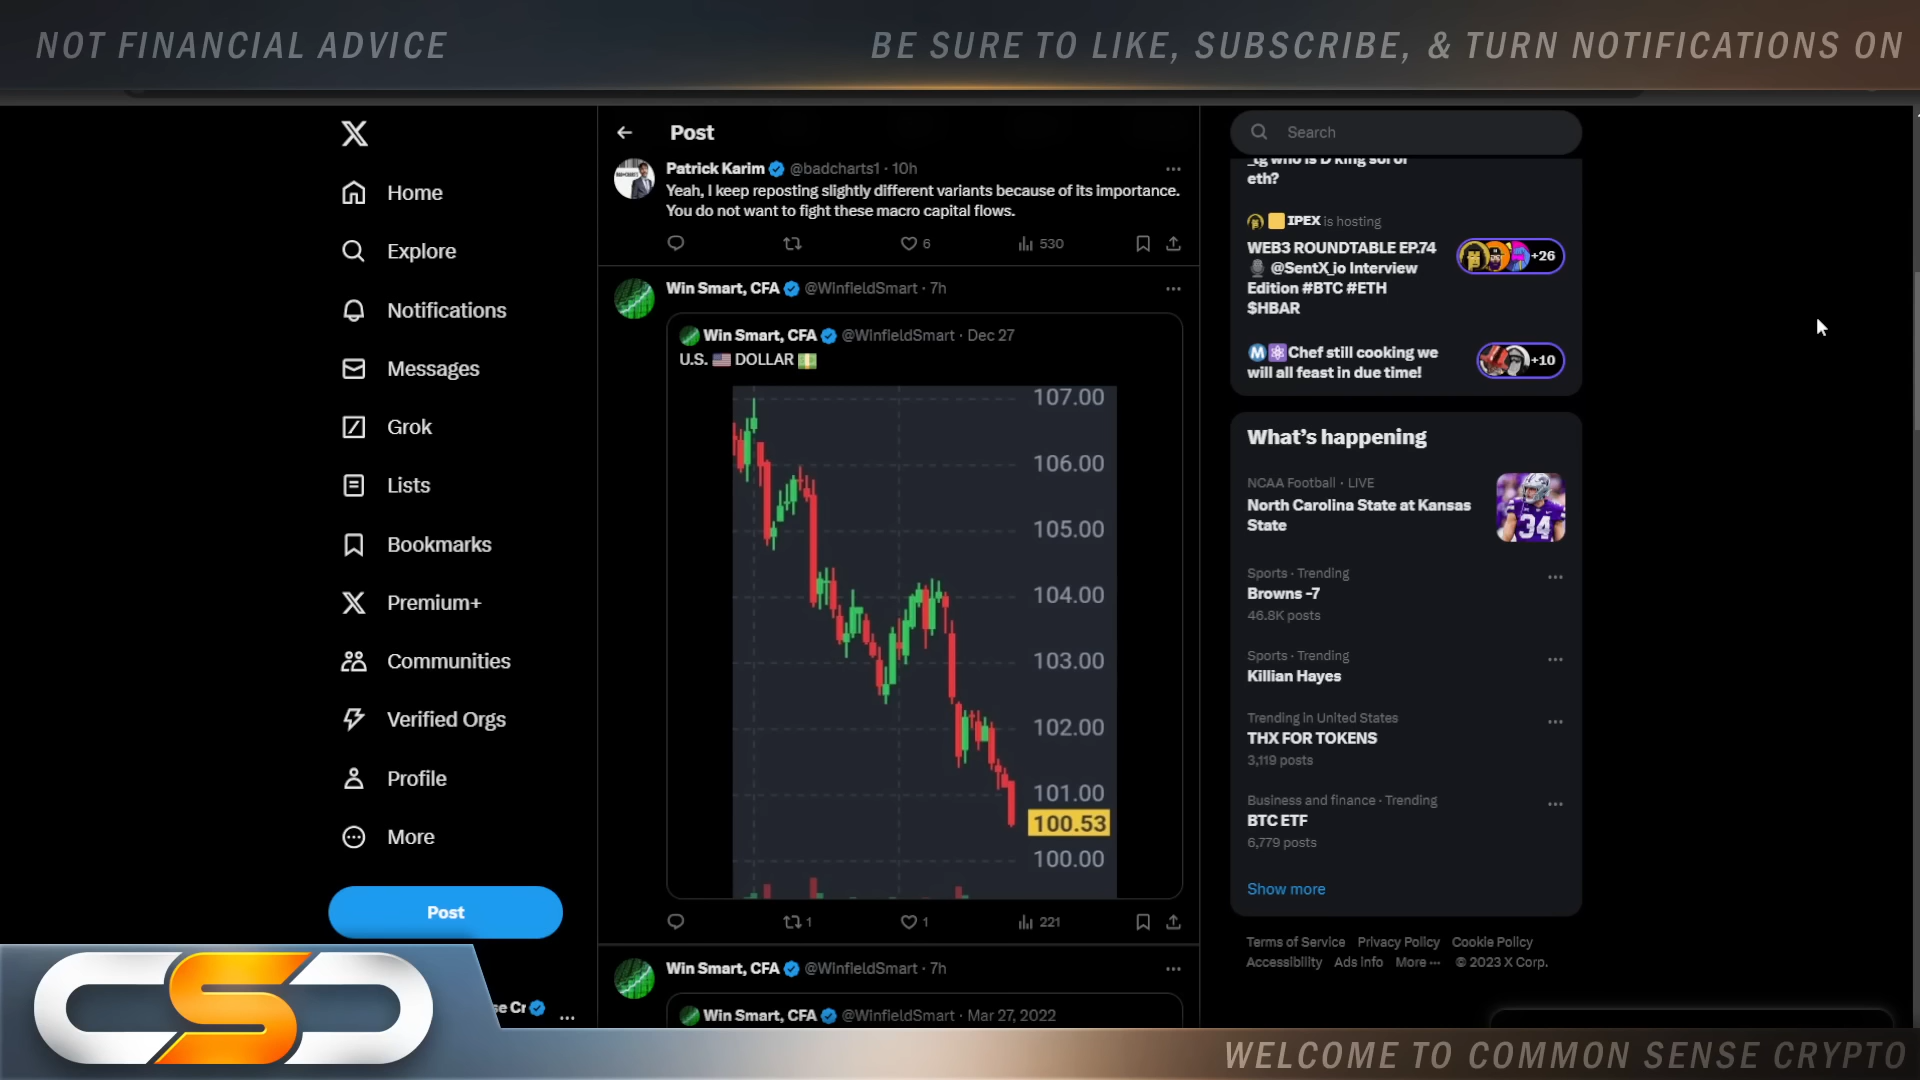 NOT FINANCIAL ADVICE
BE SURE TO LIKE, SUBSCRIBE, & TURN NOTIFICATIONS ON
Home
Explore
Notifications
Messages
Grok
Lists
Bookmarks
Premium+
Communities
Verified Orgs
Profile
More
Post
se Cr
Post
Patrick Karim @badcharts1 · 10h
Yeah, I keep reposting slightly different variants because of its importance.
You do not want to fight these macro capital flows.
6
530
Win Smart, CFA @WinfieldSmart · 7h
Win Smart, CFA @WinfieldSmart · Dec 27
U.S. DOLLAR
107.00
106.00
105.00
104.00
103.00
102.00
101.00
100.53
100.00
1
1
221
Win Smart, CFA @WinfieldSmart · 7h
Win Smart, CFA @WinfieldSmart · Mar 27, 2022
Search
_tg who is D king sol or
eth?
IPEX is hosting
WEB3 ROUNDTABLE EP.74
@SentX_io Interview
Edition #BTC #ETH
$HBAR
+26
Chef still cooking we
will all feast in due time!
+10
What's happening
NCAA Football · LIVE
North Carolina State at Kansas
State
34
Sports · Trending
Browns -7
46.8K posts
Sports · Trending
Killian Hayes
Trending in United States
THX FOR TOKENS
3,119 posts
Business and finance · Trending
BTC ETF
6,779 posts
Show more
Terms of Service Privacy Policy Cookie Policy
Accessibility Ads info More ··· © 2023 X Corp.
CSC
WELCOME TO COMMON SENSE CRYPTO